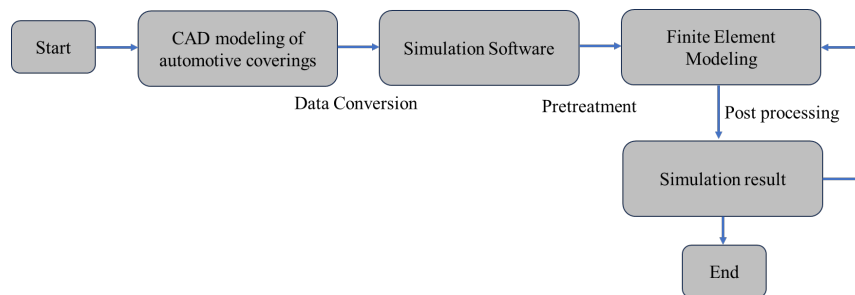 Start
CAD modeling of
automotive coverings
Simulation Software
Finite Element
Modeling
Data Conversion
Pretreatment
Post processing
Simulation result
End